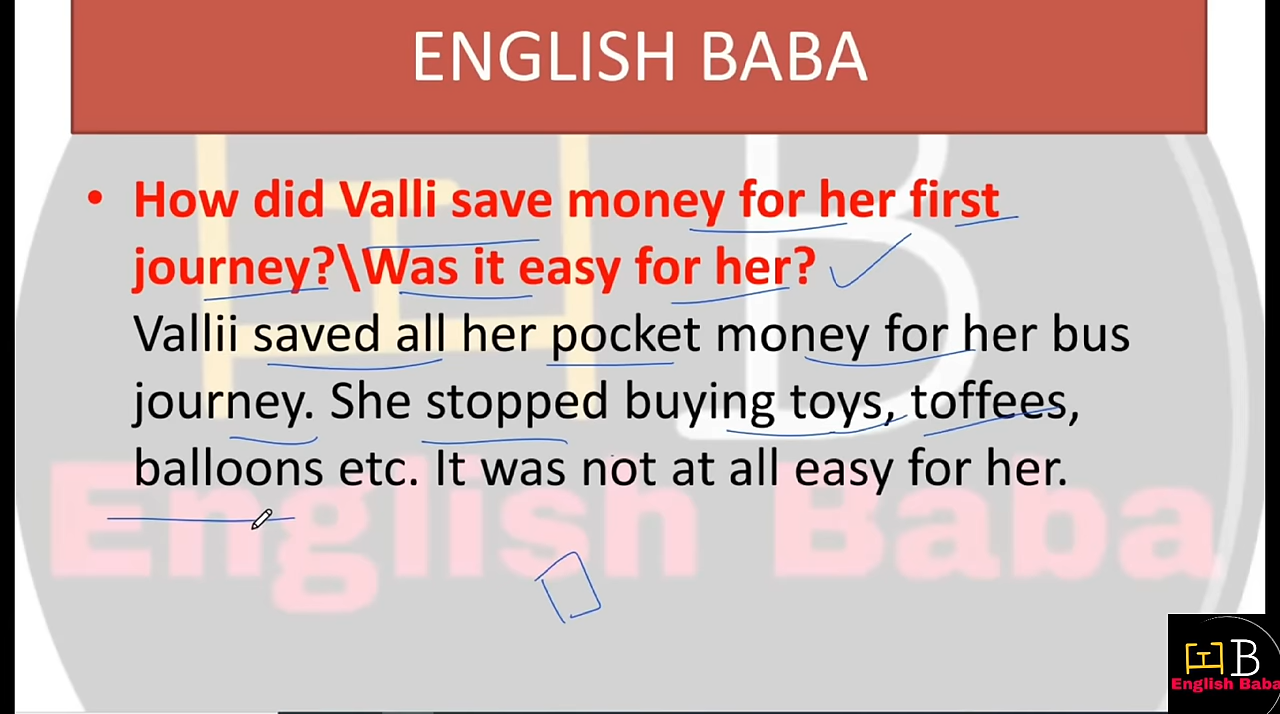 ENGLISH BABA
• How did Valli save money for her first
journey?\Was it easy for her?
Vallii saved all her pocket money for her bus
journey. She stopped buying toys, toffees,
balloons etc. It was not at all easy for her.
English Baba
B
English Baba